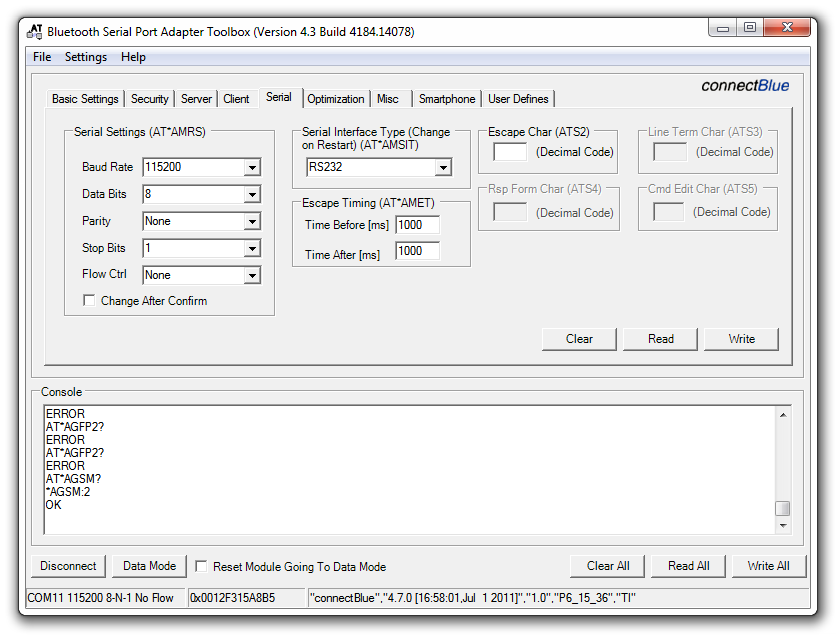 AT
Bluetooth Serial Port Adapter Toolbox (Version 4.3 Build 4184.14078)
File Settings Help
connectBlue
Basic Settings Security Server Client Serial Optimization Misc Smartphone User Defines
Serial Settings (AT*AMRS)
Baud Rate 115200
Data Bits 8
Parity None
Stop Bits 1
Flow Ctrl None
Change After Confirm
Serial Interface Type (Change
on Restart) (AT*AMSIT)
RS232
Escape Timing (AT*AMET)
Time Before [ms] 1000
Time After [ms] 1000
Escape Char (ATS2)
(Decimal Code)
Line Term Char (ATS3)
(Decimal Code)
Rsp Form Char (ATS4)
(Decimal Code)
Cmd Edit Char (ATS5)
(Decimal Code)
Clear Read Write
Console
ERROR
AT*AGFP2?
ERROR
AT*AGFP2?
ERROR
AT*AGSM?
*AGSM:2
OK
Disconnect Data Mode Reset Module Going To Data Mode Clear All Read All Write All
COM11 115200 8-N-1 No Flow 0x0012F315A8B5 "connectBlue","4.7.0 [16:58:01,Jul  1 2011]","1.0","P6_15_36","TI"